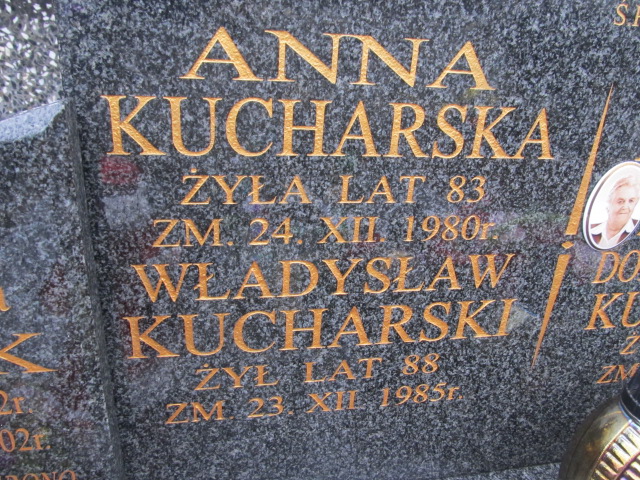 ANNA
KUCHARSKA
ŻYŁA LAT 83
ZM. 24. XII. 1980r.
WŁADYSŁAW
KUCHARSKI
ŻYŁ LAT 88
ZM. 23. XII 1985r.